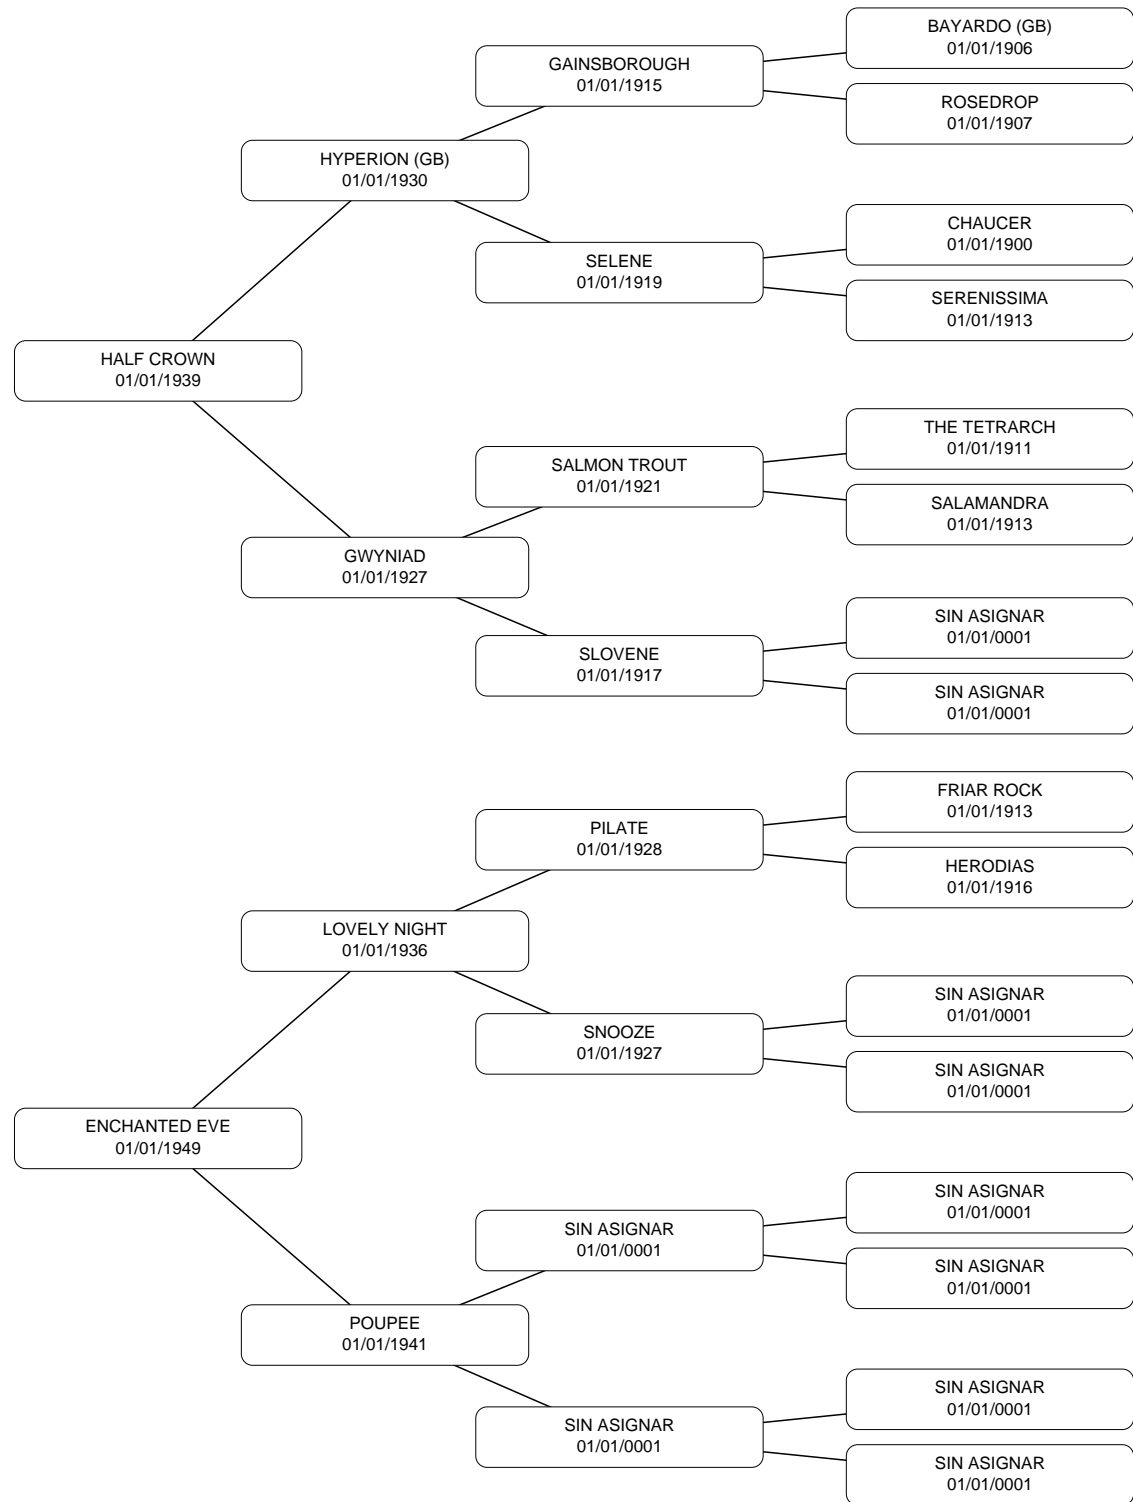 BAYARDO (GB)
01/01/1906
GAINSBOROUGH
01/01/1915
ROSEDROP
01/01/1907
HYPERION (GB)
01/01/1930
CHAUCER
01/01/1900
SELENE
01/01/1919
SERENISSIMA
01/01/1913
HALF CROWN
01/01/1939
THE TETRARCH
01/01/1911
SALMON TROUT
01/01/1921
SALAMANDRA
01/01/1913
GWYNIAD
01/01/1927
SIN ASIGNAR
01/01/0001
SLOVENE
01/01/1917
SIN ASIGNAR
01/01/0001
FRIAR ROCK
01/01/1913
PILATE
01/01/1928
HERODIAS
01/01/1916
LOVELY NIGHT
01/01/1936
SIN ASIGNAR
01/01/0001
SNOOZE
01/01/1927
SIN ASIGNAR
01/01/0001
ENCHANTED EVE
01/01/1949
SIN ASIGNAR
01/01/0001
SIN ASIGNAR
01/01/0001
SIN ASIGNAR
01/01/0001
POUPEE
01/01/1941
SIN ASIGNAR
01/01/0001
SIN ASIGNAR
01/01/0001
SIN ASIGNAR
01/01/0001